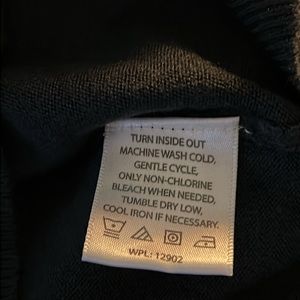 TURN INSIDE OUT
MACHINE WASH COLD,
GENTLE CYCLE,
ONLY NON-CHLORINE
BLEACH WHEN NEEDED,
TUMBLE DRY LOW,
COOL IRON IF NECESSARY.
WPL: 12902